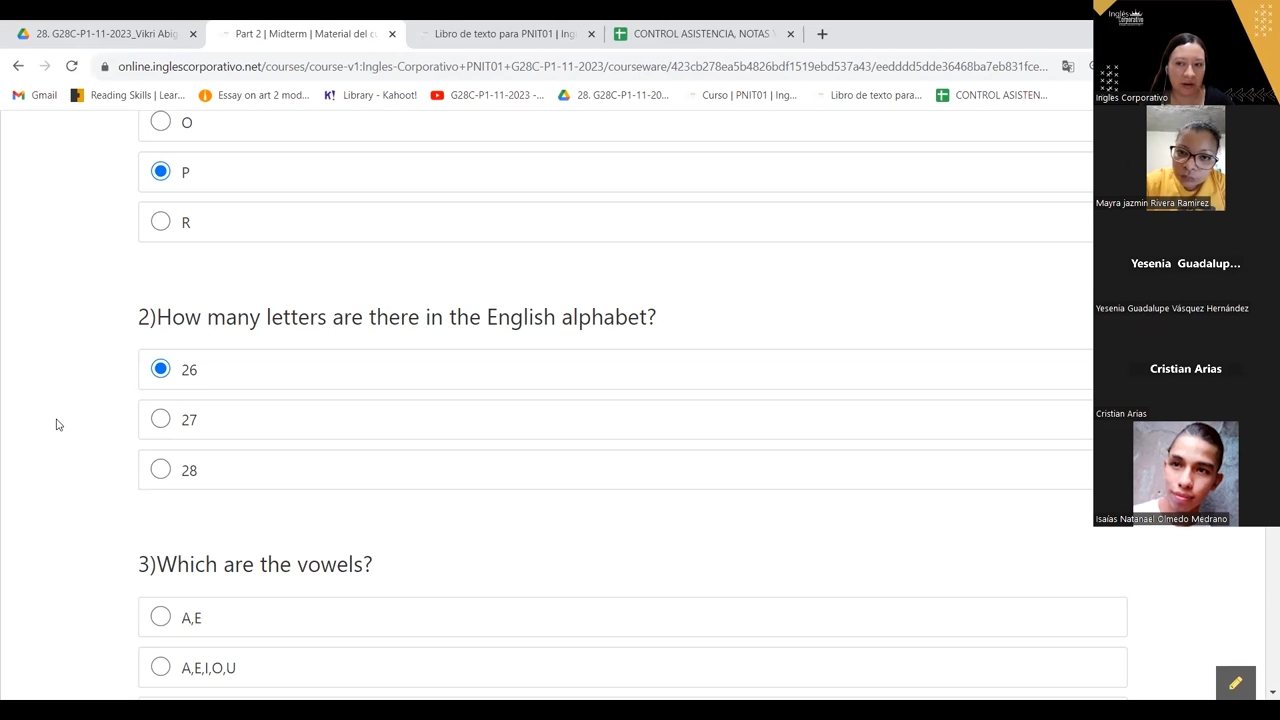 28. G28C-P1-11-2023_Vikri Abig
Part 2 | Midterm | Material del cu
Libro de texto para PNIT01 | Ing
CONTROL ASISTENCIA, NOTAS
online.inglescorporativo.net/courses/course-v1:Ingles-Corporativo+PNIT01+G28C-P1-11-2023/courseware/423cb278ea5b4826bdf1519ebd537a43/eedddd5dde36468ba7eb831fce...
Gmail
Reading Skills | Lear...
Essay on art 2 mod...
Library - Kano...
G28C-P1-11-2023 -...
28. G28C-P1-11-20...
Curso | PNIT01 | Ing...
Libro de texto para...
CONTROL ASISTEN...
O
P
R
2)How many letters are there in the English alphabet?
26
27
28
3)Which are the vowels?
A,E
A,E,I,O,U
Inglés
Corporativo
Ingles Corporativo
Mayra jazmin Rivera Ramírez
Yesenia Guadalup...
Yesenia Guadalupe Vásquez Hernández
Cristian Arias
Cristian Arias
Isaías Natanael Olmedo Medrano